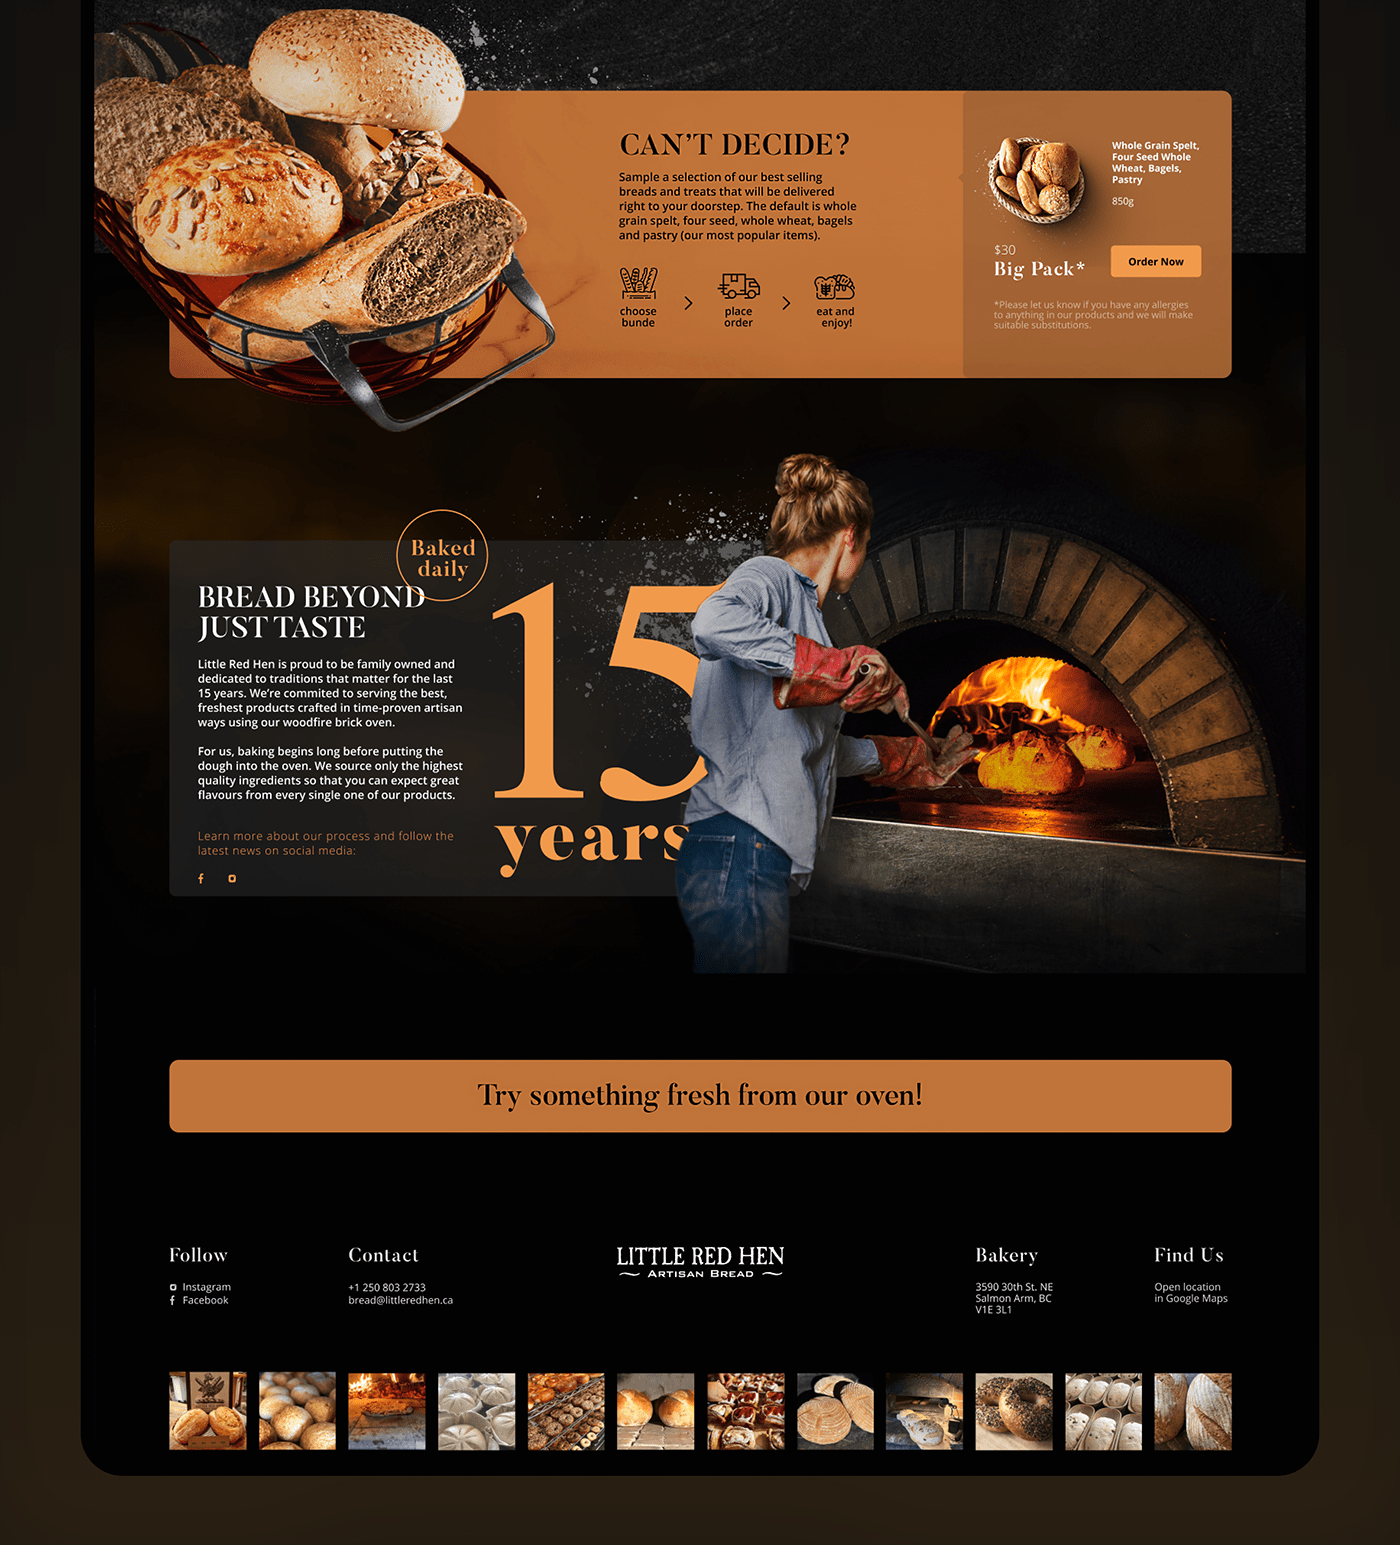 CAN'T DECIDE?
Sample a selection of our best selling
breads and treats that will be delivered
right to your doorstep. The default is whole
grain spelt, four seed, whole wheat, bagels
and pastry (our most popular items).
choose
bunde
place
order
eat and
enjoy!
Whole Grain Spelt,
Four Seed Whole
Wheat, Bagels,
Pastry
850g
$30
Big Pack*
Order Now
*Please let us know if you have any allergies
to anything in our products and we will make
suitable substitutions.
Baked
daily
BREAD BEYOND
JUST TASTE
Little Red Hen is proud to be family owned and
dedicated to traditions that matter for the last
15 years. We're commited to serving the best,
freshest products crafted in time-proven artisan
ways using our woodfire brick oven.
For us, baking begins long before putting the
dough into the oven. We source only the highest
quality ingredients so that you can expect great
flavours from every single one of our products.
Learn more about our process and follow the
latest news on social media:
15
years
Try something fresh from our oven!
Follow
Instagram
Facebook
Contact
+1 250 803 2733
bread@littleredhen.ca
LITTLE RED HEN
ARTISAN BREAD
Bakery
3590 30th St. NE
Salmon Arm, BC
V1E 3L1
Find Us
Open location
in Google Maps